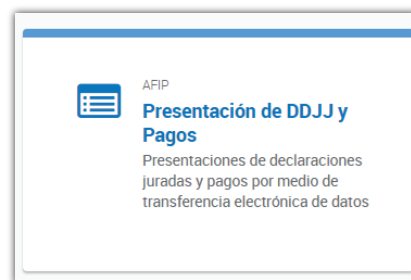 AFIP
Presentación de DDJJ y
Pagos
Presentaciones de declaraciones
juradas y pagos por medio de
transferencia electrónica de datos